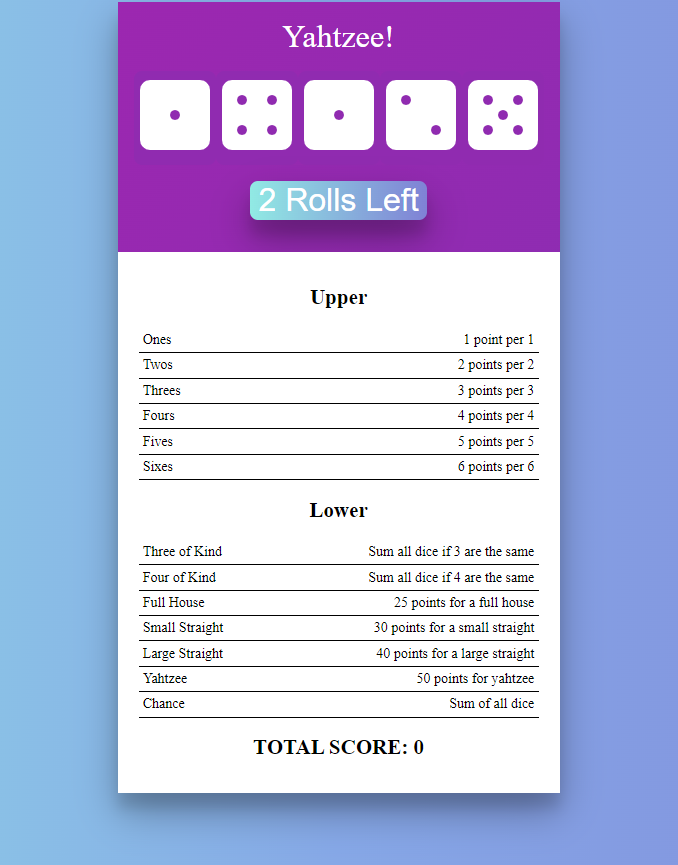 Yahtzee!
2 Rolls Left
Upper
Ones 1 point per 1
Twos 2 points per 2
Threes 3 points per 3
Fours 4 points per 4
Fives 5 points per 5
Sixes 6 points per 6
Lower
Three of Kind Sum all dice if 3 are the same
Four of Kind Sum all dice if 4 are the same
Full House 25 points for a full house
Small Straight 30 points for a small straight
Large Straight 40 points for a large straight
Yahtzee 50 points for yahtzee
Chance Sum of all dice
TOTAL SCORE: 0